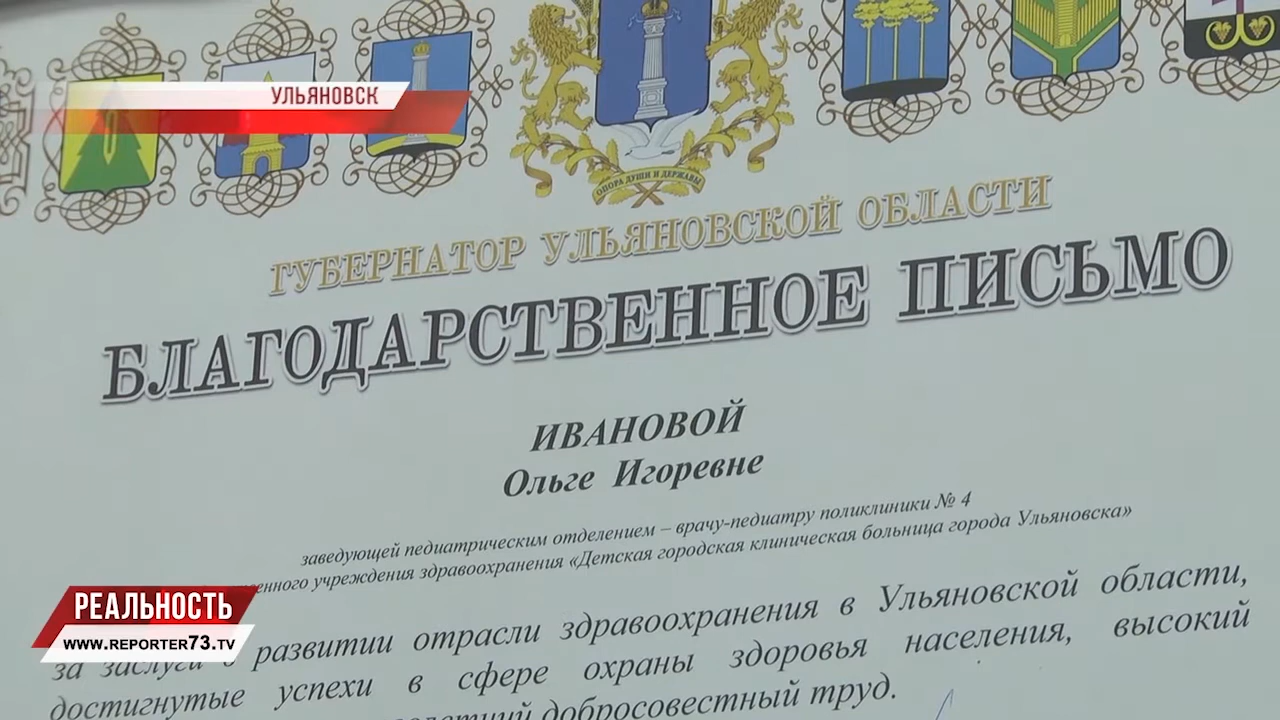 УЛЬЯНОВСК
ОПОРА ДУШИ И ДЕРЖАВЫ
ГУБЕРНАТОР УЛЬЯНОВСКОЙ ОБЛАСТИ
БЛАГОДАРСТВЕННОЕ ПИСЬМО
ИВАНОВОЙ
Ольге Игоревне
заведующей педиатрическим отделением – врачу-педиатру поликлиники № 4
учреждения здравоохранения «Детская городская клиническая больница города Ульяновска»
за заслуги в развитии отрасли здравоохранения в Ульяновской области,
достигнутые успехи в сфере охраны здоровья населения, высокий
добросовестный труд.
РЕАЛЬНОСТЬ
WWW.REPORTER73.TV